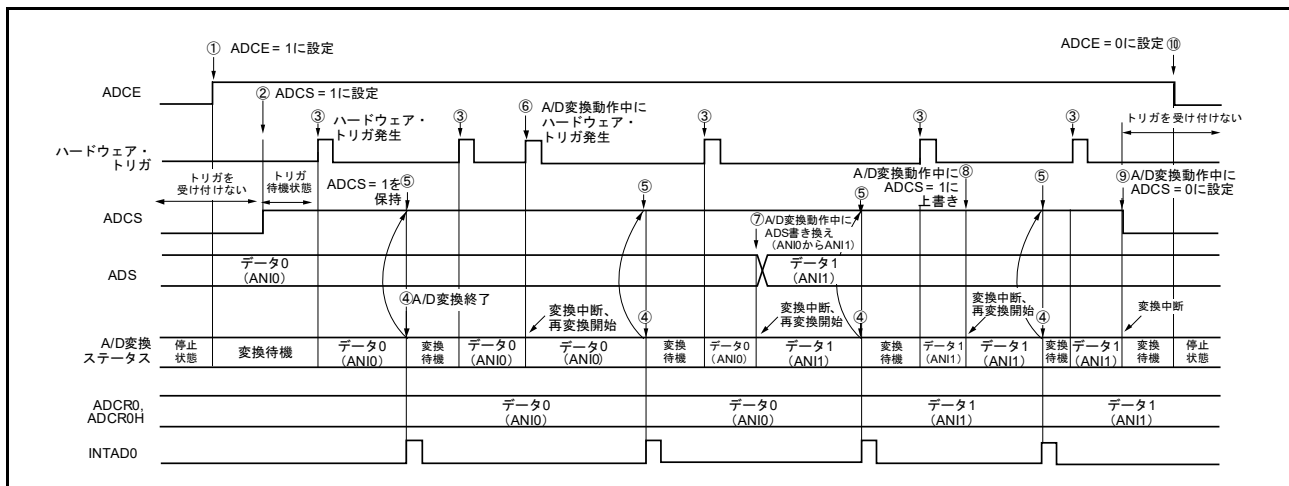 ① ADCE = 1に設定
ADCE = 0に設定 ⑩
ADCE
② ADCS = 1に設定
③ ハードウェア・
トリガ発生
③
⑥ A/D変換動作中に
ハードウェア・
トリガ発生
③
③
③
トリガを受け付けない
ハードウェア・
トリガ
トリガを
受け付けない
トリガ
待機状態
ADCS = 1を
保持
⑤
⑤
A/D変換動作中に
ADCS = 1に
上書き
⑧
⑤
⑤
⑨ A/D変換動作中に
ADCS = 0に設定
ADCS
⑦ A/D変換動作中に
ADS書き換え
(ANI0からANI1)
ADS
データ0
(ANI0)
データ1
(ANI1)
④ A/D変換終了
変換中断、
再変換開始
④
変換中断、
再変換開始
④
変換中断、
再変換開始
④
変換中断
A/D変換
ステータス
停止
状態
変換待機
データ0
(ANI0)
変換
待機
データ0
(ANI0)
データ0
(ANI0)
変換
待機
データ0
(ANI0)
データ1
(ANI1)
変換
待機
データ1
(ANI1)
データ1
(ANI1)
変換
待機
データ1
(ANI1)
変換
待機
停止
状態
ADCR0,
ADCR0H
データ0
(ANI0)
データ0
(ANI0)
データ1
(ANI1)
データ1
(ANI1)
INTAD0